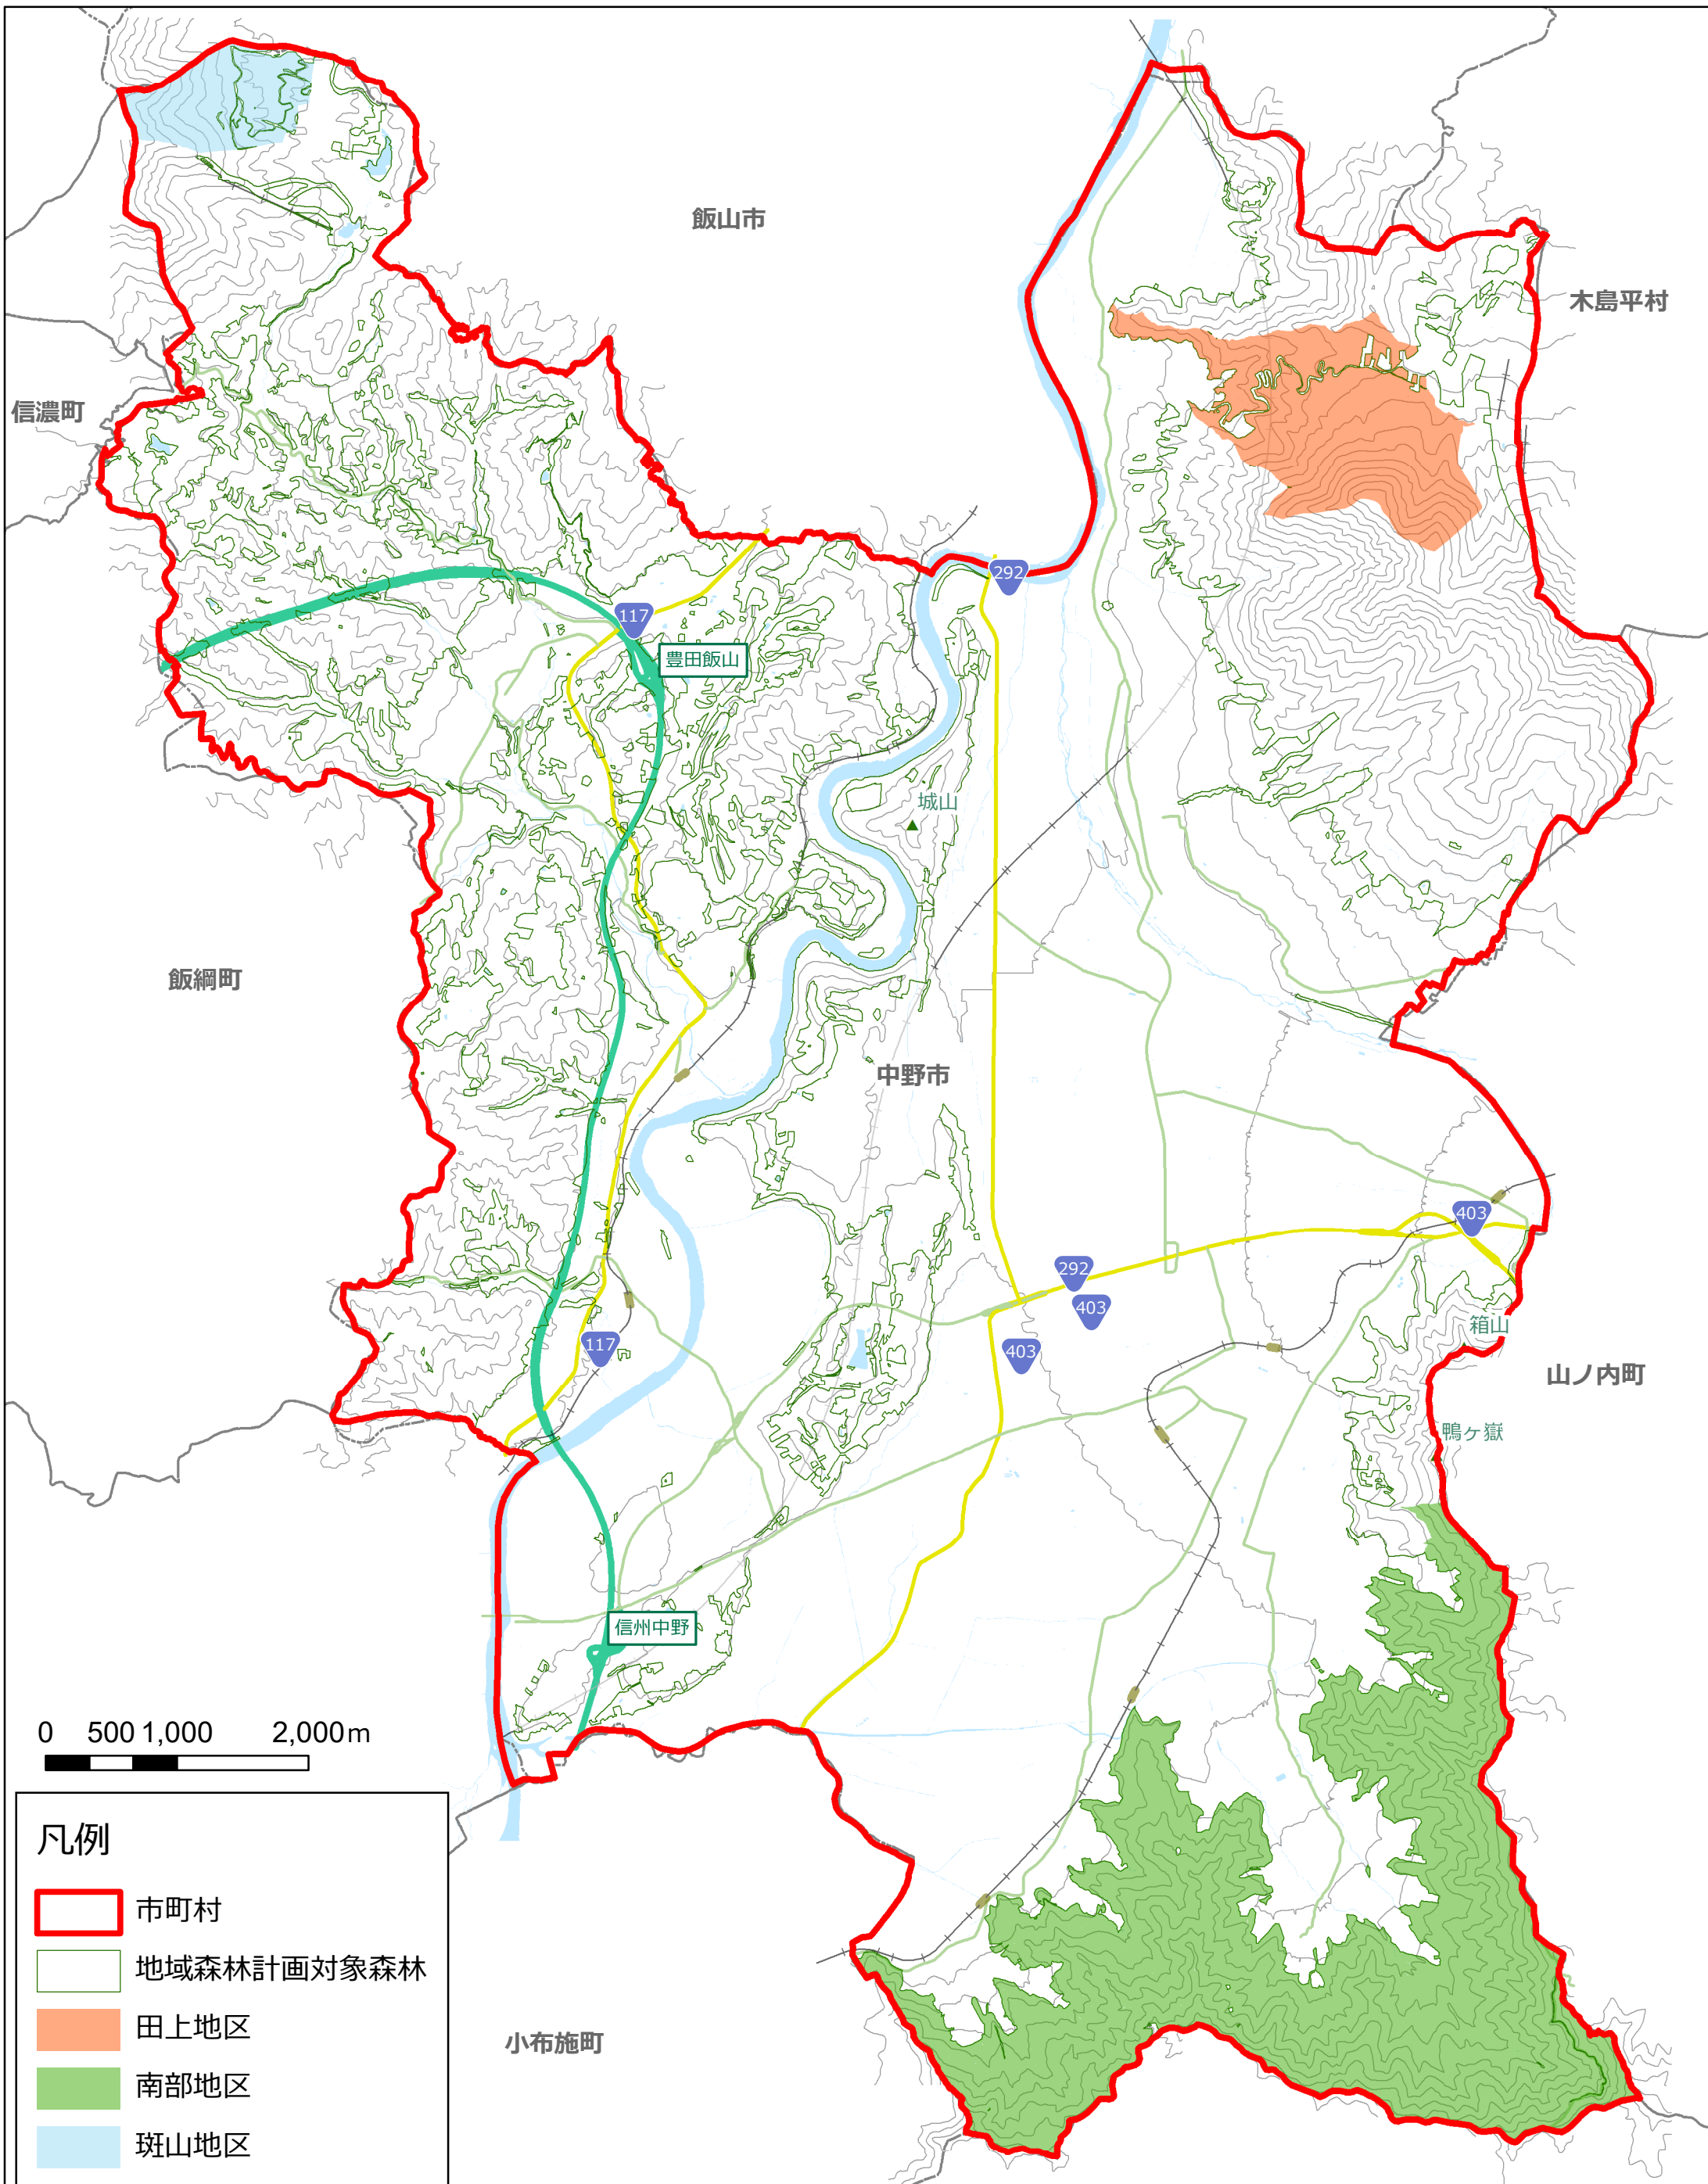 飯山市
木島平村
信濃町
292
117
豊田飯山
城山
飯綱町
中野市
403
292
403
箱山
117
403
山ノ内町
鴨ヶ嶽
信州中野
0 500 1,000 2,000m
凡例
市町村
地域森林計画対象森林
田上地区
小布施町
南部地区
斑山地区